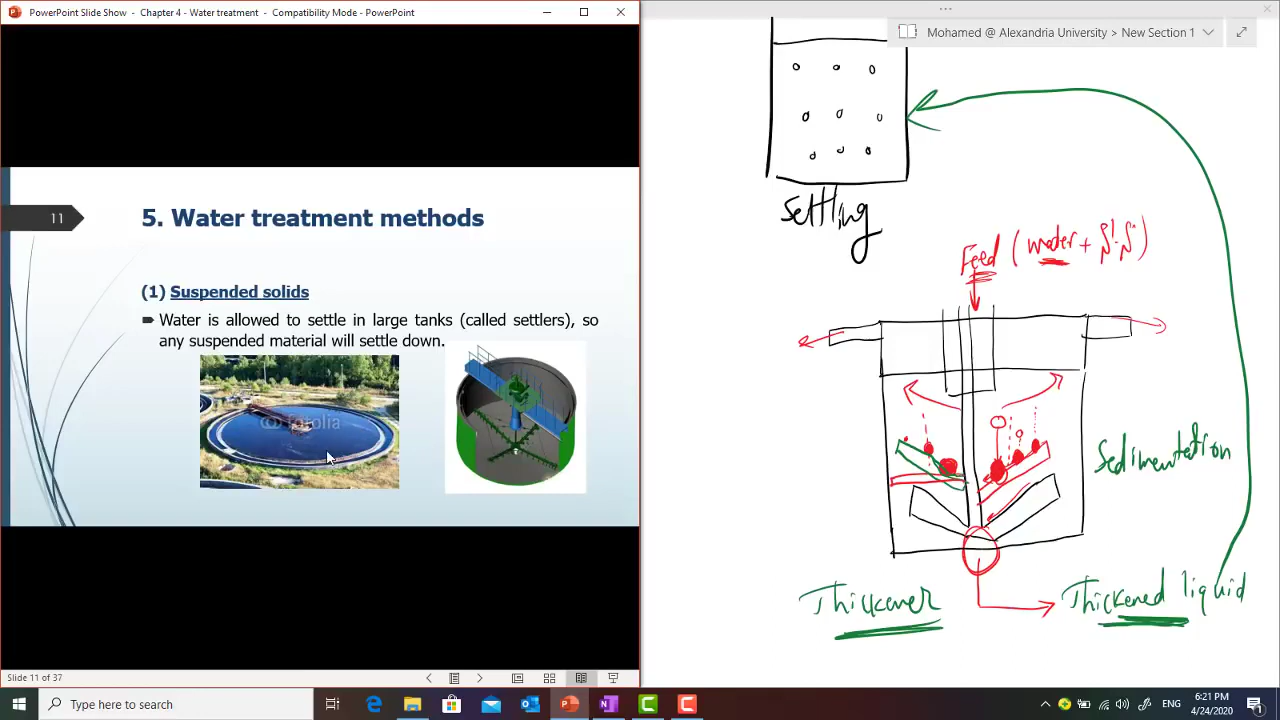 PowerPoint Slide Show - Chapter 4 - Water treatment - Compatibility Mode - PowerPoint
11
5. Water treatment methods
(1) Suspended solids
Water is allowed to settle in large tanks (called settlers), so
any suspended material will settle down.
fotolia
Slide 11 of 37
Mohamed @ Alexandria University > New Section 1
Settling
Feed (water + S.S)
Sedimentation
Thickener
Thickened liquid
Type here to search
ENG
6:21 PM
4/24/2020